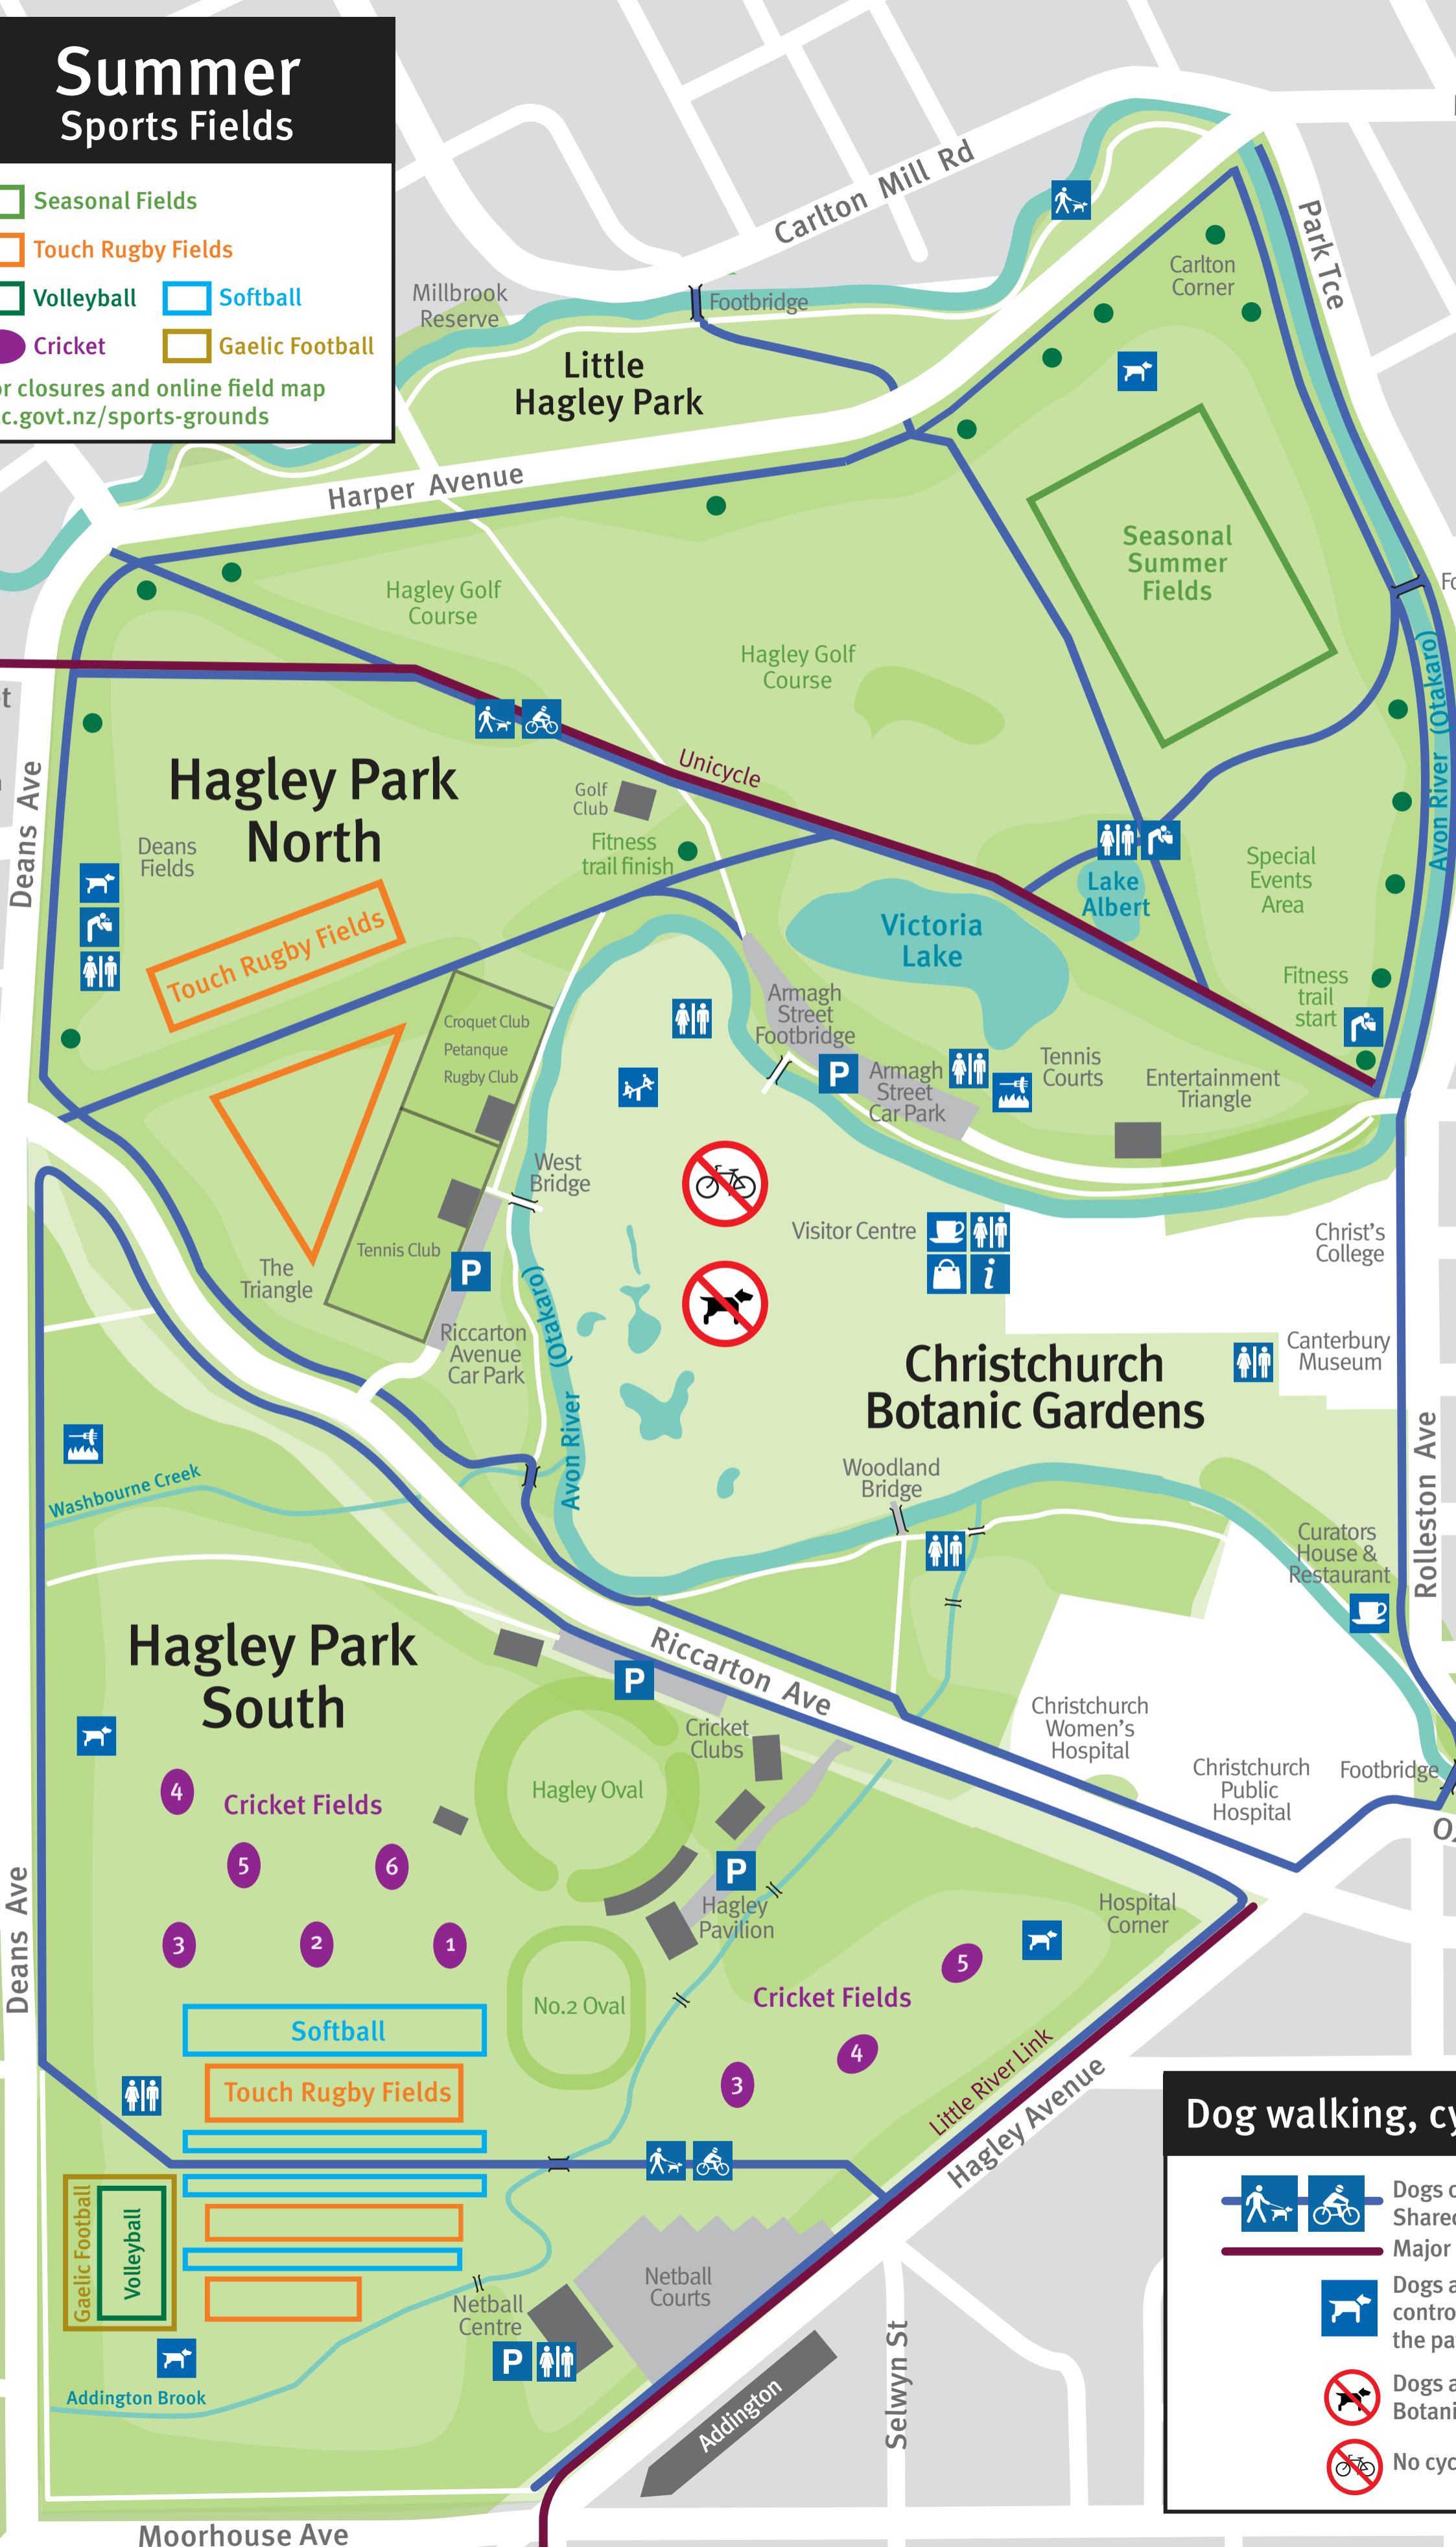 Summer
Sports Fields
Seasonal Fields
Touch Rugby Fields
Volleyball
Softball
Cricket
Gaelic Football
or closures and online field map
c.govt.nz/sports-grounds
Carlton Mill Rd
Park Tce
Millbrook
Reserve
Footbridge
Carlton
Corner
Little
Hagley Park
Harper Avenue
Seasonal
Summer
Fields
Hagley Golf
Course
Hagley Golf
Course
Avon River (Otakaro)
Unicycle
Hagley Park
North
Deans Ave
Golf
Club
Fitness
trail finish
Deans
Fields
Touch Rugby Fields
Special
Events
Area
Lake
Albert
Victoria
Lake
Fitness
trail
start
Armagh
Street
Footbridge
P
Armagh
Street
Car Park
Tennis
Courts
Entertainment
Triangle
Croquet Club
Petanque
Rugby Club
West
Bridge
Visitor Centre
i
Christ's
College
The
Triangle
Tennis Club
P
Riccarton
Avenue
Car Park
Avon River (Otakaro)
Canterbury
Museum
Christchurch
Botanic Gardens
Rolleston Ave
Washbourne Creek
Woodland
Bridge
Curators
House &
Restaurant
Hagley Park
South
Riccarton Ave
P
Cricket
Clubs
Christchurch
Women's
Hospital
Christchurch
Public
Hospital
Footbridge
Hagley Oval
4
Cricket Fields
5
6
3
2
1
P
Hagley
Pavilion
Hospital
Corner
Deans Ave
No.2 Oval
Cricket Fields
5
4
3
Softball
Touch Rugby Fields
Little River Link
Hagley Avenue
Gaelic Football
Volleyball
Netball
Courts
Netball
Centre
P
Addington Brook
Addington
Selwyn St
Moorhouse Ave
Dog walking, cy
Dogs o
Shared
Major
Dogs a
contro
the pa
Dogs a
Botani
No cyc